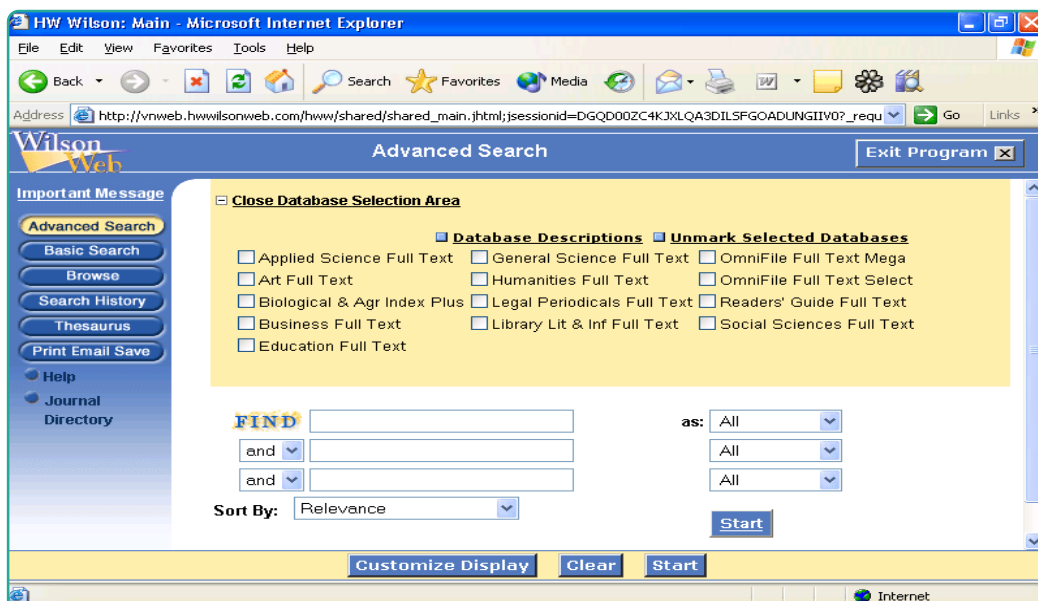 HW Wilson: Main - Microsoft Internet Explorer
File Edit View Favorites Tools Help
Back Search Favorites Media
Address http://vnweb.hwwilsonweb.com/hww/shared/shared_main.jhtml;jsessionid=DGQD00ZC4KJXLQA3DILSFGOADUNGIIV0?_requ Go Links »
Wilson Web Advanced Search Exit Program
Important Message
Close Database Selection Area
Advanced Search
Basic Search
Browse
Search History
Thesaurus
Print Email Save
Help
Journal
Directory
Database Descriptions Unmark Selected Databases
Applied Science Full Text General Science Full Text OmniFile Full Text Mega
Art Full Text Humanities Full Text OmniFile Full Text Select
Biological & Agr Index Plus Legal Periodicals Full Text Readers' Guide Full Text
Business Full Text Library Lit & Inf Full Text Social Sciences Full Text
Education Full Text
FIND as: All
and All
and All
Sort By: Relevance
Start
Customize Display Clear Start
Internet